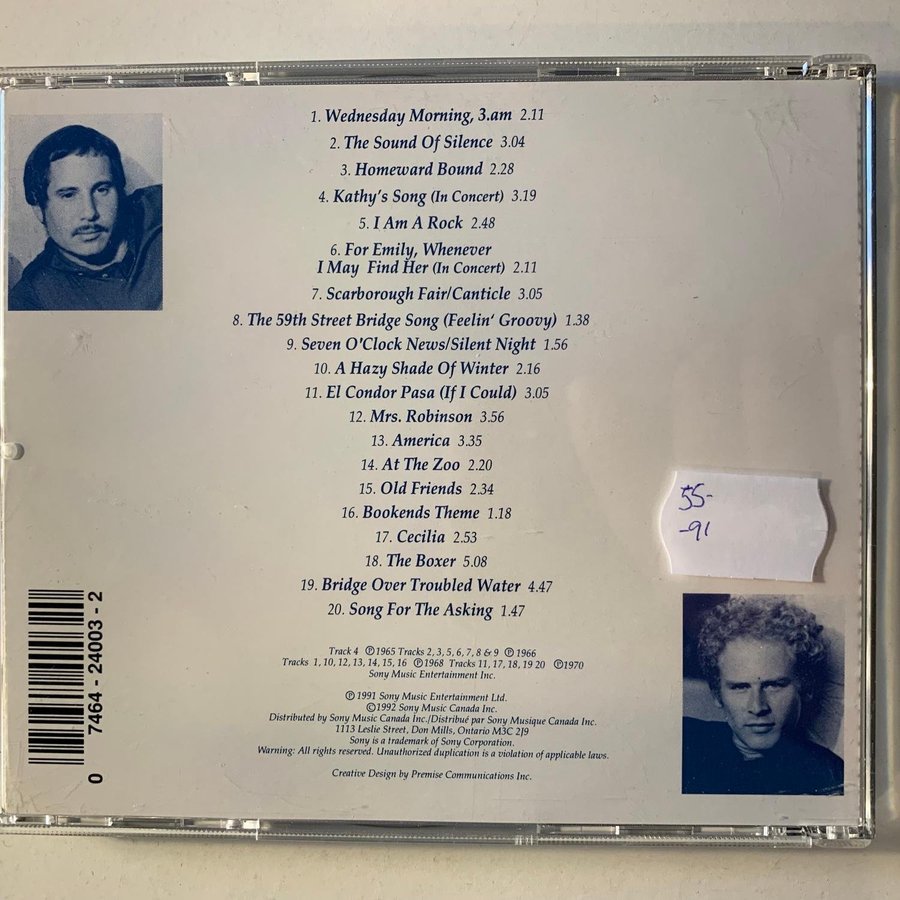 1. Wednesday Morning, 3.am 2.11
2. The Sound Of Silence 3.04
3. Homeward Bound 2.28
4. Kathy's Song (In Concert) 3.19
5. I Am A Rock 2.48
6. For Emily, Whenever
I May Find Her (In Concert) 2.11
7. Scarborough Fair/Canticle 3.05
8. The 59th Street Bridge Song (Feelin' Groovy) 1.38
9. Seven O'Clock News/Silent Night 1.56
10. A Hazy Shade Of Winter 2.16
11. El Condor Pasa (If I Could) 3.05
12. Mrs. Robinson 3.56
13. America 3.35
14. At The Zoo 2.20
15. Old Friends 2.34
16. Bookends Theme 1.18
17. Cecilia 2.53
18. The Boxer 5.08
19. Bridge Over Troubled Water 4.47
20. Song For The Asking 1.47
55-
-91
0 7464 - 24003 - 2
Track 4 ℗1965 Tracks 2, 3, 5, 6, 7, 8 & 9 ℗1966
Tracks 1, 10, 12, 13, 14, 15, 16 ℗1968 Tracks 11, 17, 18, 19 20 ℗1970
Sony Music Entertainment Inc.
℗1991 Sony Music Entertainment Ltd.
©1992 Sony Music Canada Inc.
Distributed by Sony Music Canada Inc./Distribué par Sony Musique Canada Inc.
1113 Leslie Street, Don Mills, Ontario M3C 2J9
Sony is a trademark of Sony Corporation.
Warning: All rights reserved. Unauthorized duplication is a violation of applicable laws.
Creative Design by Premise Communications Inc.